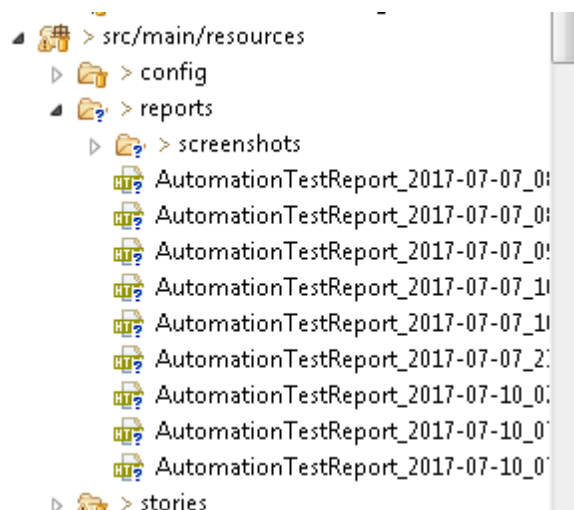 > src/main/resources
> config
> reports
> screenshots
AutomationTestReport_2017-07-07_0
AutomationTestReport_2017-07-07_0
AutomationTestReport_2017-07-07_0
AutomationTestReport_2017-07-07_1
AutomationTestReport_2017-07-07_1
AutomationTestReport_2017-07-07_2
AutomationTestReport_2017-07-10_0
AutomationTestReport_2017-07-10_0
AutomationTestReport_2017-07-10_0
> stories